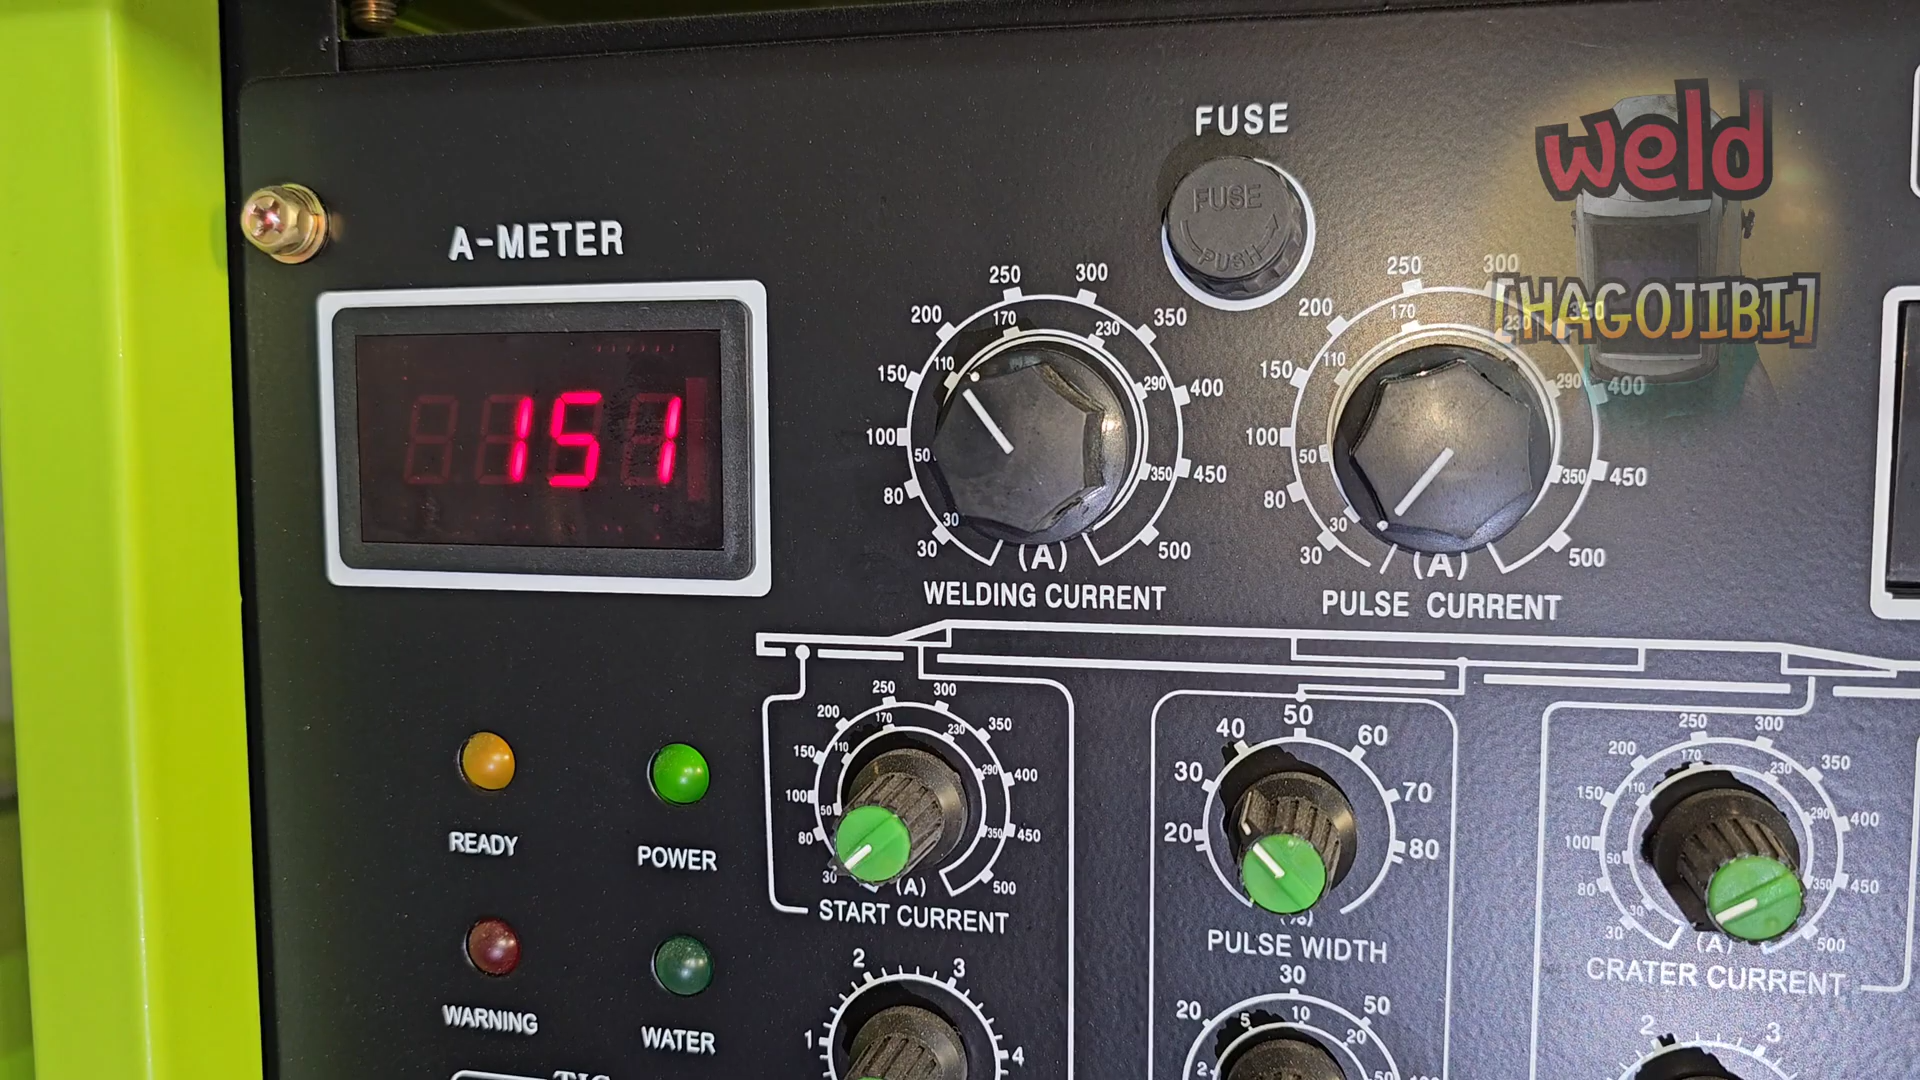 weld
[HAGOJIBI]
FUSE
FUSE
PUSH
A-METER
151
30 80 100 150 200 250 300 350 400 450 500
30 50 110 170 230 290 350
(A)
WELDING CURRENT
30 80 100 150 200 250 300 350 400 450 500
30 50 110 170 230 290 350
(A)
PULSE CURRENT
READY
POWER
WARNING
WATER
30 80 100 150 200 250 300 350 400 450 500
50 110 170 230 290 350
(A)
START CURRENT
20 30 40 50 60 70 80
(%)
PULSE WIDTH
30 80 100 150 200 250 300 350 400 450 500
30 50 110 170 230 290 350
(A)
CRATER CURRENT
1 2 3 4
20 30 50
2 5 10 20 50
2 3
TIG